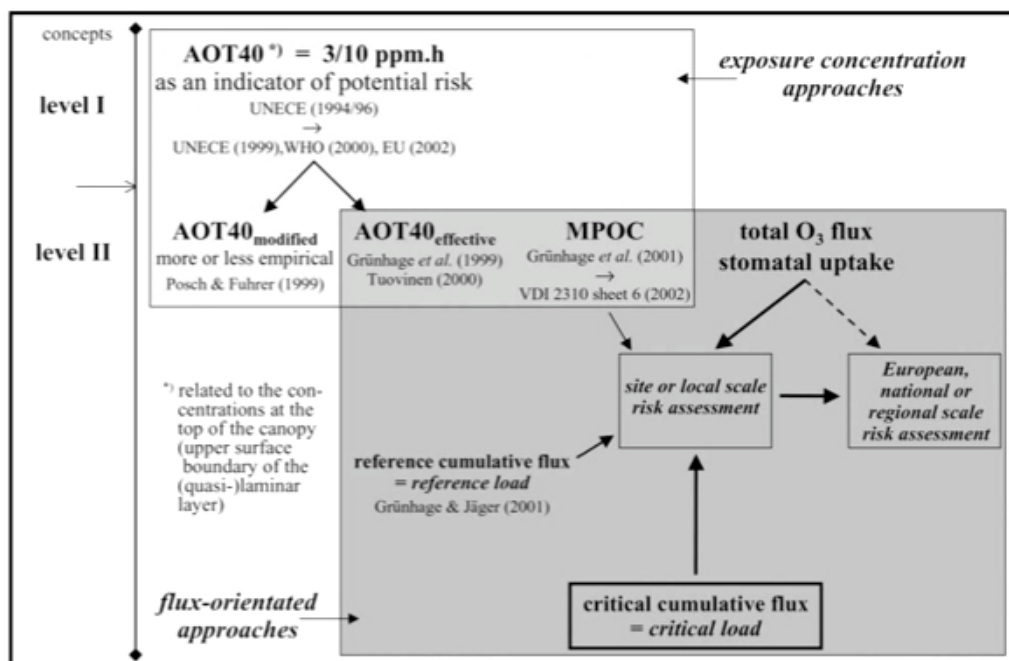 concepts
AOT40 *) = 3/10 ppm.h
as an indicator of potential risk
UNECE (1994/96)
→
UNECE (1999),WHO (2000), EU (2002)
exposure concentration
approaches
level I
level II
AOT40modified
more or less empirical
Posch & Fuhrer (1999)
AOT40effective
Grünhage et al. (1999)
Tuovinen (2000)
MPOC
Grünhage et al. (2001)
→
VDI 2310 sheet 6 (2002)
total O3 flux
stomatal uptake
*) related to the con-
centrations at the
top of the canopy
(upper surface
boundary of the
(quasi-)laminar
layer)
site or local scale
risk assessment
European,
national or
regional scale
risk assessment
reference cumulative flux
= reference load
Grünhage & Jäger (2001)
flux-orientated
approaches
critical cumulative flux
= critical load